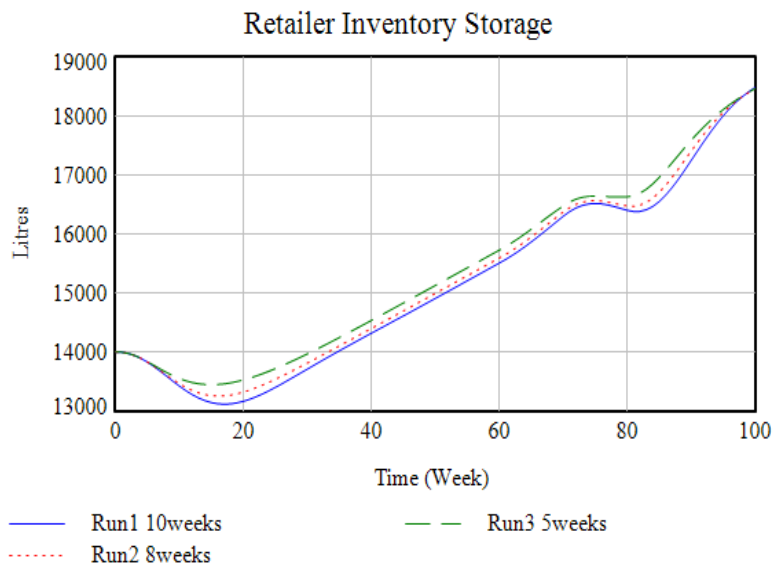 Retailer Inventory Storage
19000
18000
17000
16000
15000
14000
13000
Litres
0 20 40 60 80 100
Time (Week)
Run1 10weeks
Run3 5weeks
Run2 8weeks